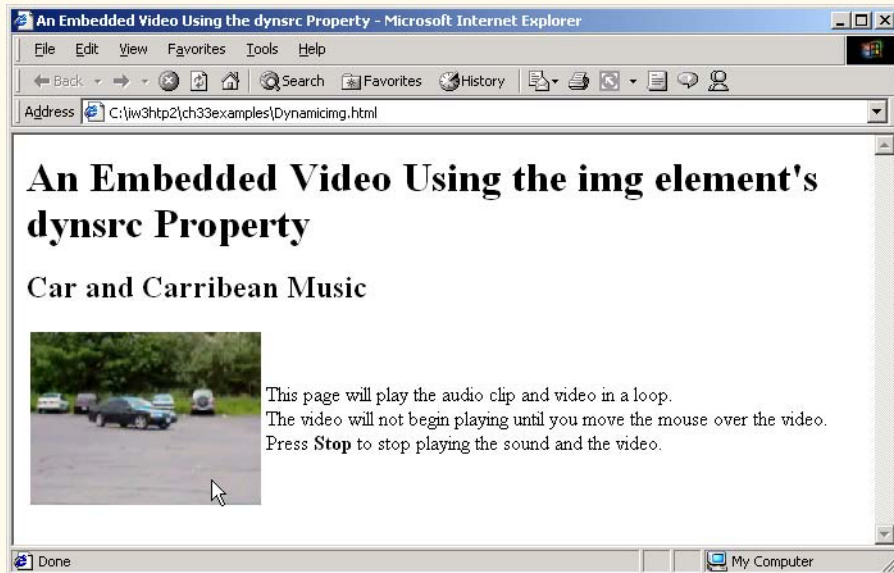 An Embedded Video Using the dynsrc Property - Microsoft Internet Explorer
File Edit View Favorites Tools Help
Back Search Favorites History
Address C:\iw3htp2\ch33examples\Dynamicimg.html
An Embedded Video Using the img element's
dynsrc Property
Car and Carribean Music
This page will play the audio clip and video in a loop.
The video will not begin playing until you move the mouse over the video.
Press Stop to stop playing the sound and the video.
Done My Computer